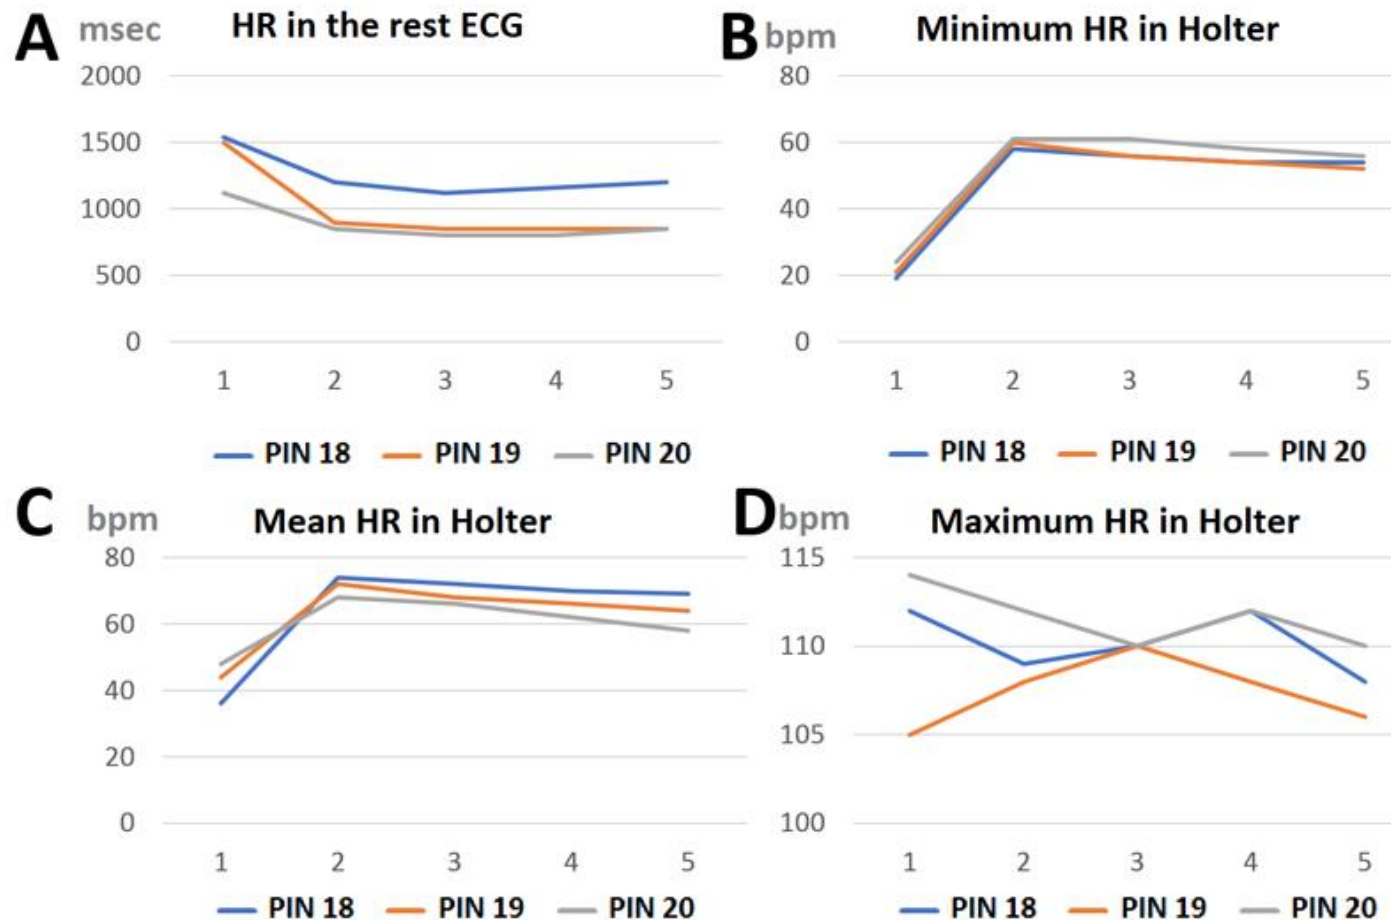 A msec HR in the rest ECG
2000
1500
1000
500
0
1 2 3 4 5
PIN 18 PIN 19 PIN 20
B bpm Minimum HR in Holter
80
60
40
20
0
1 2 3 4 5
PIN 18 PIN 19 PIN 20
C bpm Mean HR in Holter
80
60
40
20
0
1 2 3 4 5
PIN 18 PIN 19 PIN 20
D bpm Maximum HR in Holter
115
110
105
100
1 2 3 4 5
PIN 18 PIN 19 PIN 20